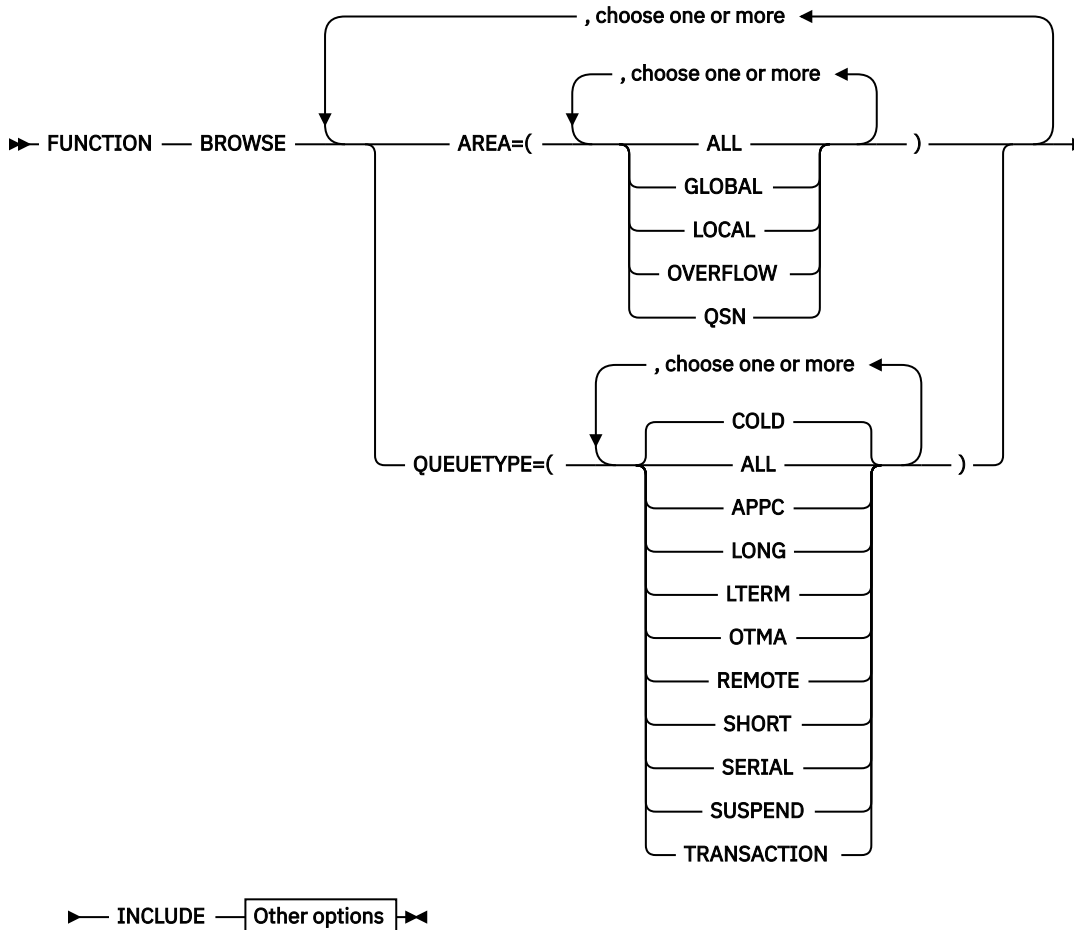 , choose one or more
, choose one or more
FUNCTION BROWSE AREA=( ALL )
GLOBAL
LOCAL
OVERFLOW
QSN
, choose one or more
COLD
QUEUETYPE=( ALL )
APPC
LONG
LTERM
OTMA
REMOTE
SHORT
SERIAL
SUSPEND
TRANSACTION
INCLUDE Other options